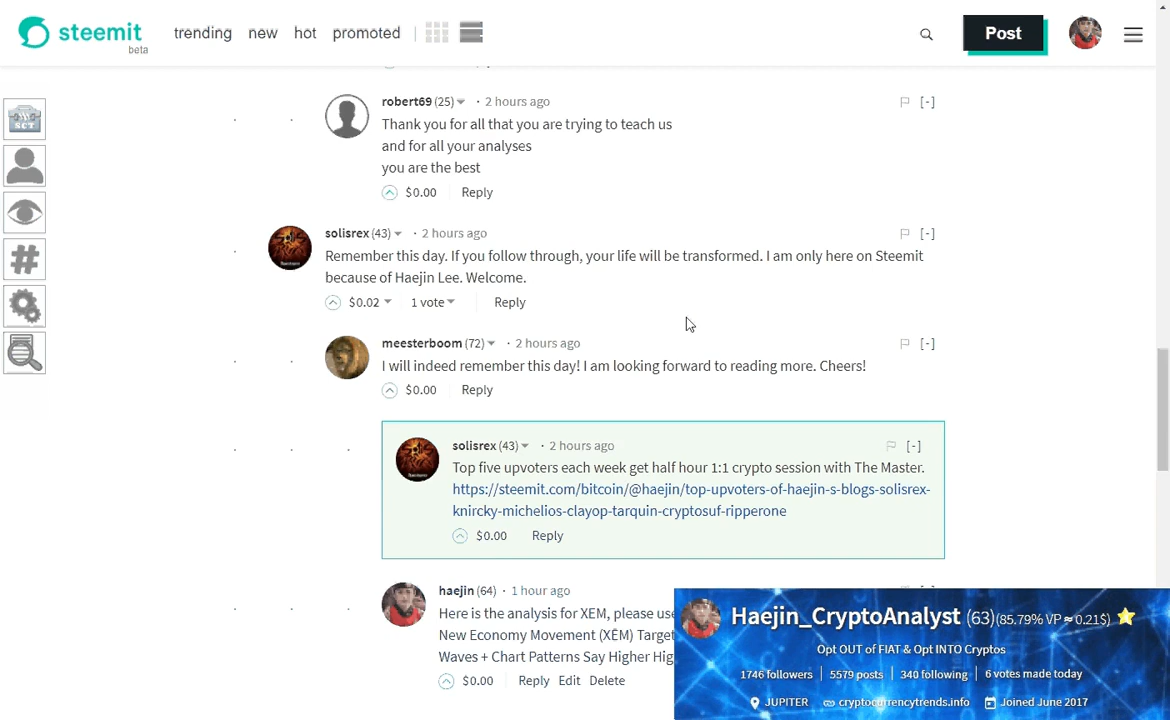 steemit
beta
trending new hot promoted
Post
SCT
robert69 (25) · 2 hours ago [-]
Thank you for all that you are trying to teach us
and for all your analyses
you are the best
$0.00 Reply
solisrex (43) · 2 hours ago [-]
Remember this day. If you follow through, your life will be transformed. I am only here on Steemit
because of Haejin Lee. Welcome.
$0.02 1 vote Reply
meesterboom (72) · 2 hours ago [-]
I will indeed remember this day! I am looking forward to reading more. Cheers!
$0.00 Reply
solisrex (43) · 2 hours ago [-]
Top five upvoters each week get half hour 1:1 crypto session with The Master.
https://steemit.com/bitcoin/@haejin/top-upvoters-of-haejin-s-blogs-solisrex-
knircky-michelios-clayop-tarquin-cryptosuf-ripperone
$0.00 Reply
haejin (64) · 1 hour ago
Here is the analysis for XEM, please use
New Economy Movement (XEM) Target
Waves + Chart Patterns Say Higher Hig
$0.00 Reply Edit Delete
Haejin_CryptoAnalyst (63)(85.79% VP ≈ 0.21$)
Opt OUT of FIAT & Opt INTO Cryptos
1746 followers | 5579 posts | 340 following | 6 votes made today
JUPITER cryptocurrencytrends.info Joined June 2017